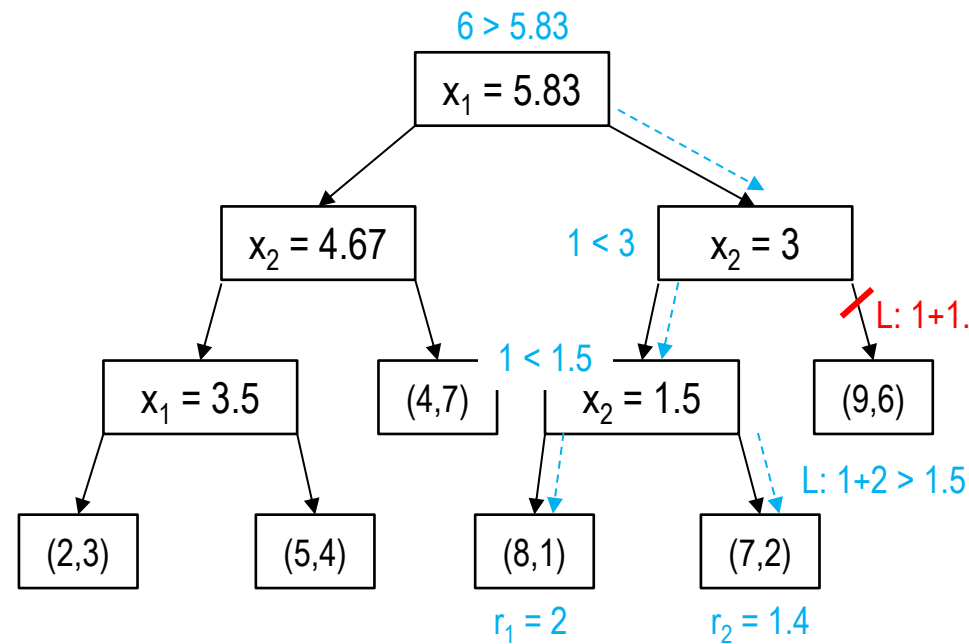 6 > 5.83
x₁ = 5.83
x₂ = 4.67
1 < 3
x₂ = 3
L: 1+1.
x₁ = 3.5
(4,7)
1 < 1.5
x₂ = 1.5
(9,6)
L: 1+2 > 1.5
(2,3)
(5,4)
(8,1)
(7,2)
r₁ = 2
r₂ = 1.4